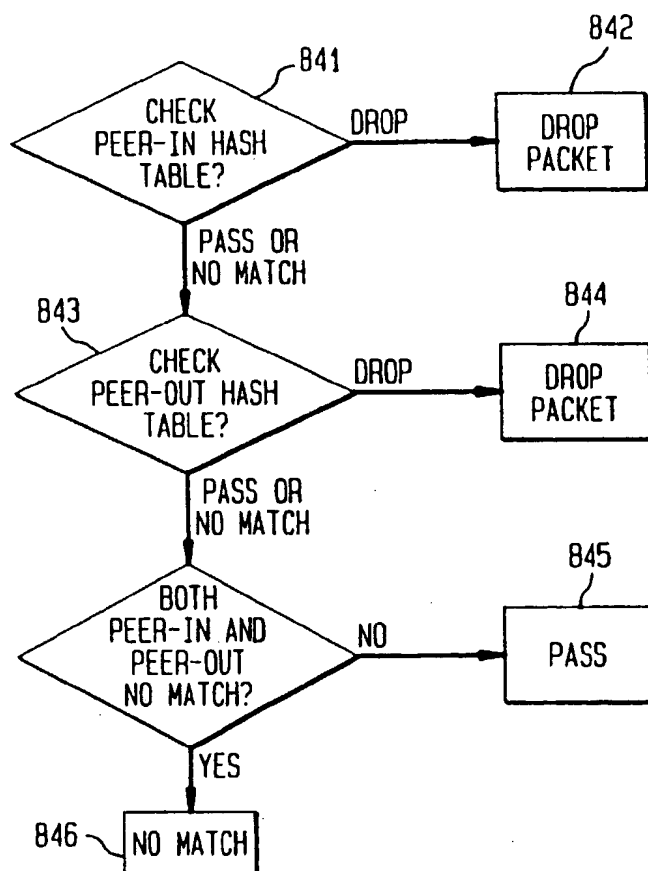 841
842
CHECK
PEER-IN HASH
TABLE?
DROP
DROP
PACKET
PASS OR
NO MATCH
843
844
CHECK
PEER-OUT HASH
TABLE?
DROP
DROP
PACKET
PASS OR
NO MATCH
845
BOTH
PEER-IN AND
PEER-OUT
NO MATCH?
NO
PASS
YES
846
NO MATCH